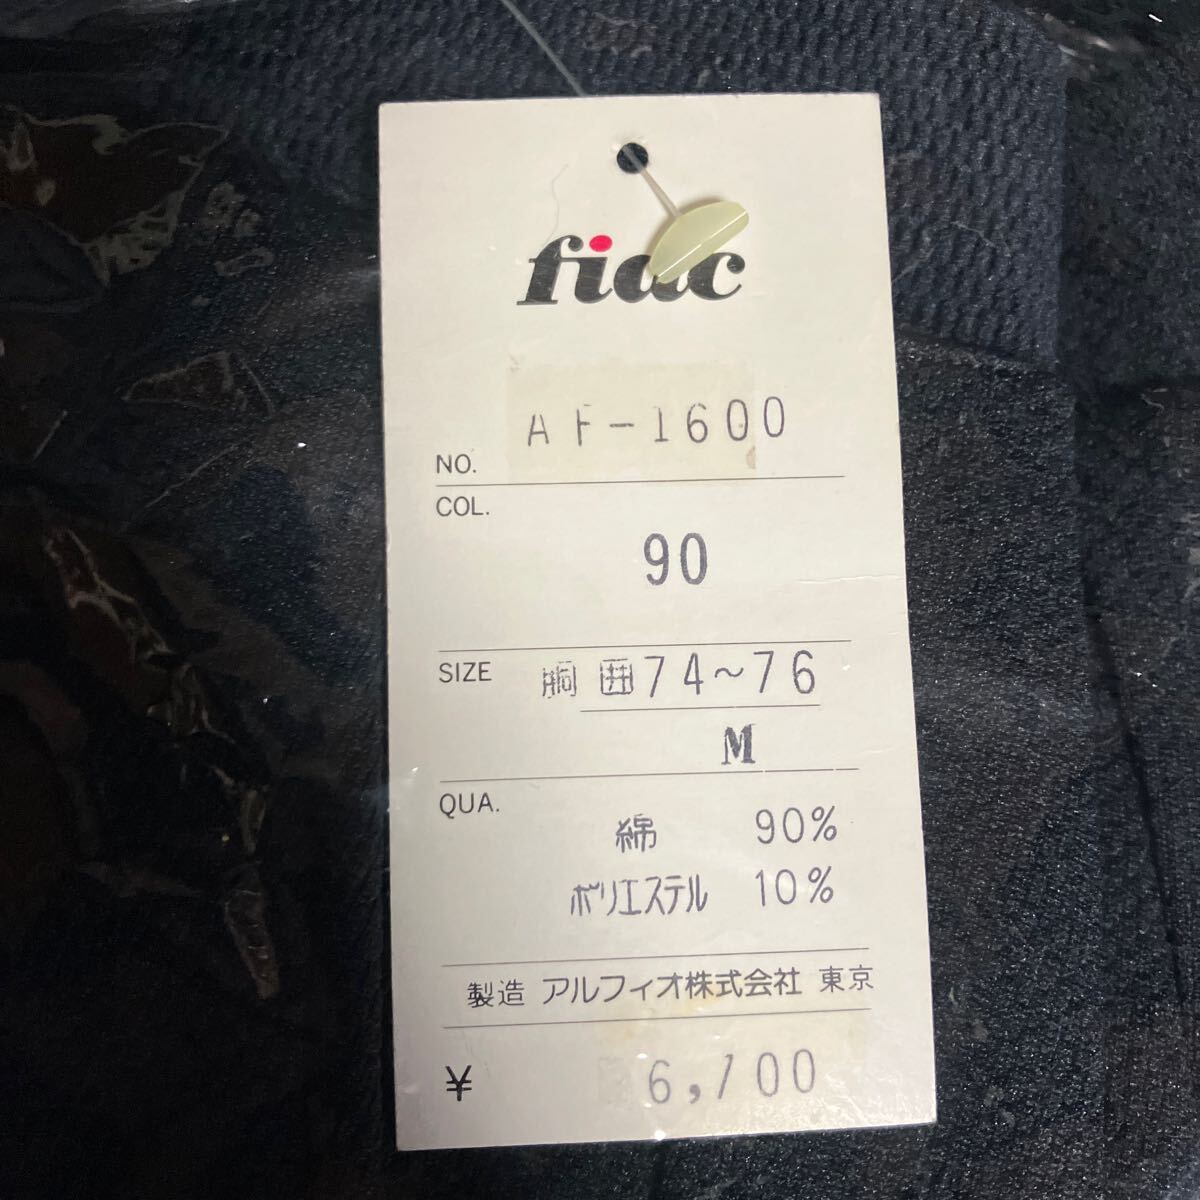 fiac
NO. AF-1600
COL.
90
SIZE 胴囲74~76
M
QUA.
綿 90%
ポリエステル 10%
製造 アルフィオ株式会社 東京
¥ 6,700